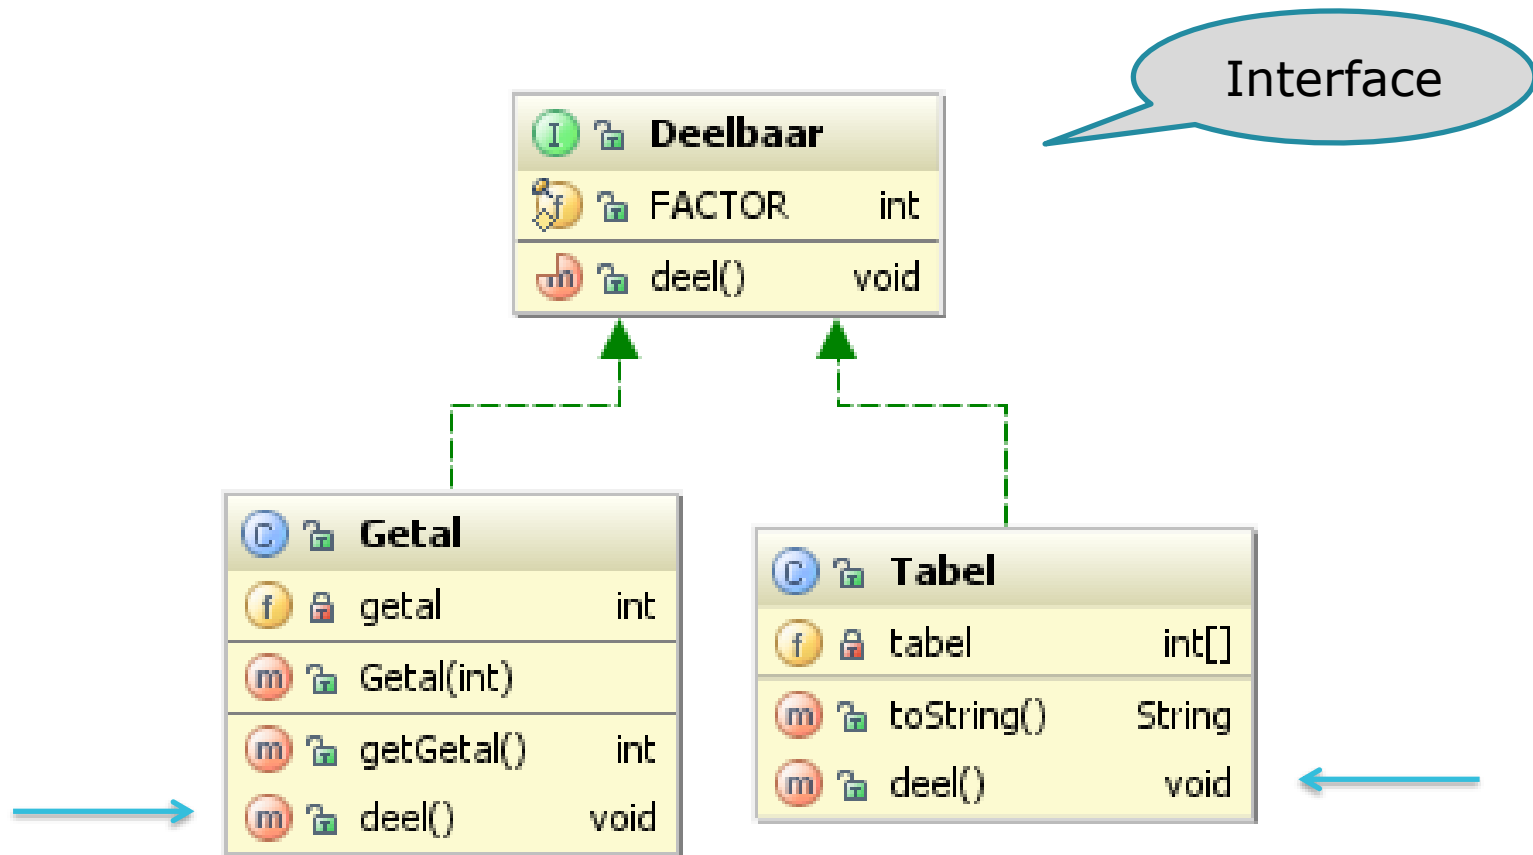 Interface
I Deelbaar
f FACTOR int
m deel() void
C Getal
f getal int
m Getal(int)
m getGetal() int
m deel() void
C Tabel
f tabel int[]
m toString() String
m deel() void